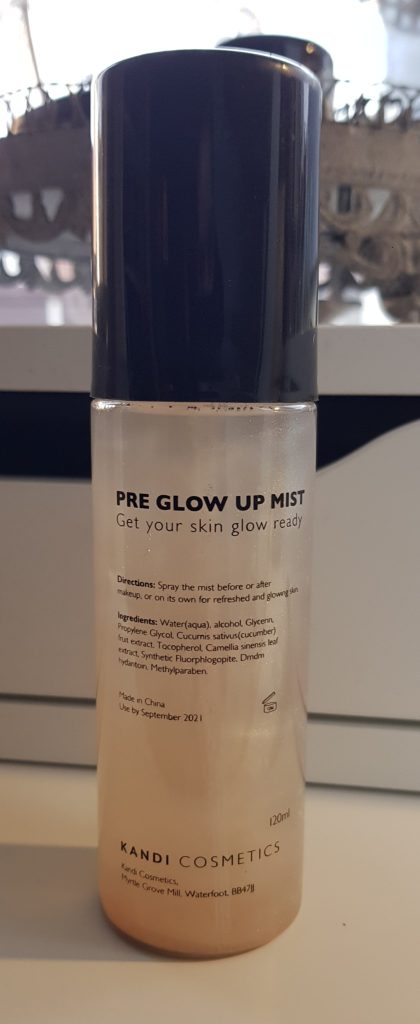 PRE GLOW UP MIST
Get your skin glow ready
Directions: Spray the mist before or after
makeup, or on its own for refreshed and glowing skin.
Ingredients: Water(aqua), alcohol, Glycerin,
Propylene Glycol, Cucumis sativus(cucumber)
fruit extract, Tocopherol, Camellia sinensis leaf
extract, Synthetic Fluorphlogopite, Dmdm
hydantoin, Methylparaben.
Made in China
Use by September 2021
120ml
KANDI COSMETICS
Kandi Cosmetics,
Myrtle Grove Mill, Waterfoot, BB47JJ